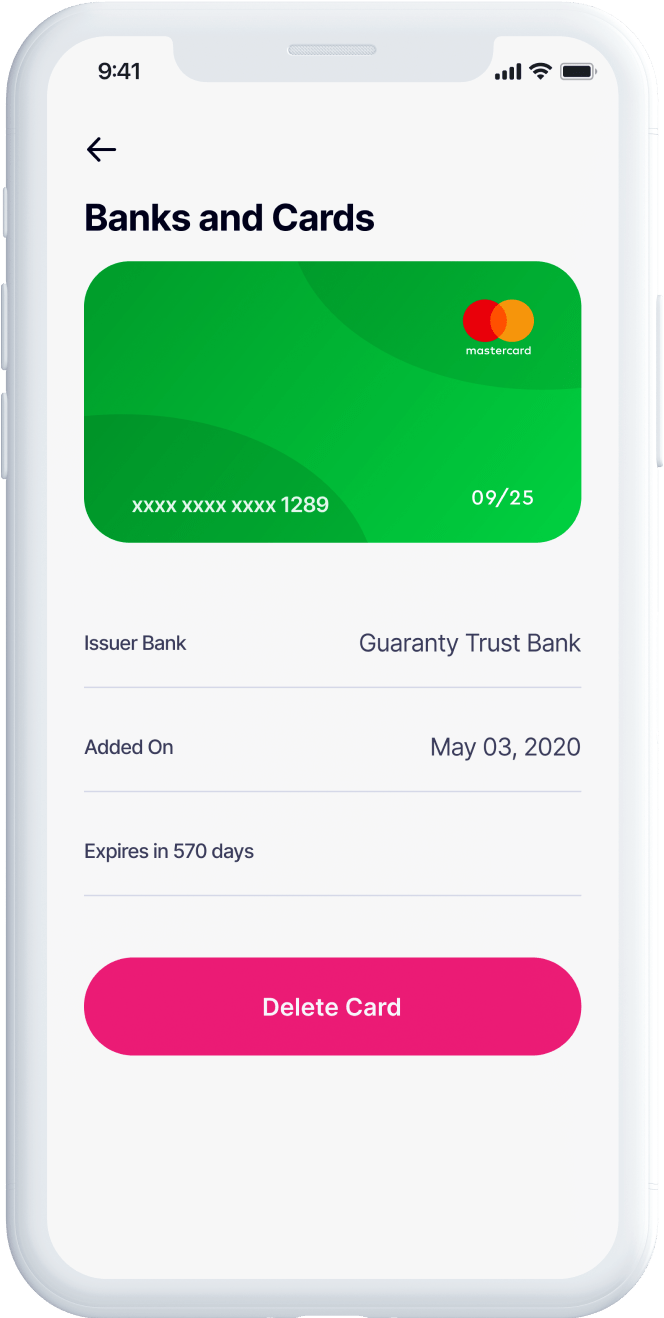 9:41
Banks and Cards
mastercard
xxxx xxxx xxxx 1289
09/25
Issuer Bank
Guaranty Trust Bank
Added On
May 03, 2020
Expires in 570 days
Delete Card